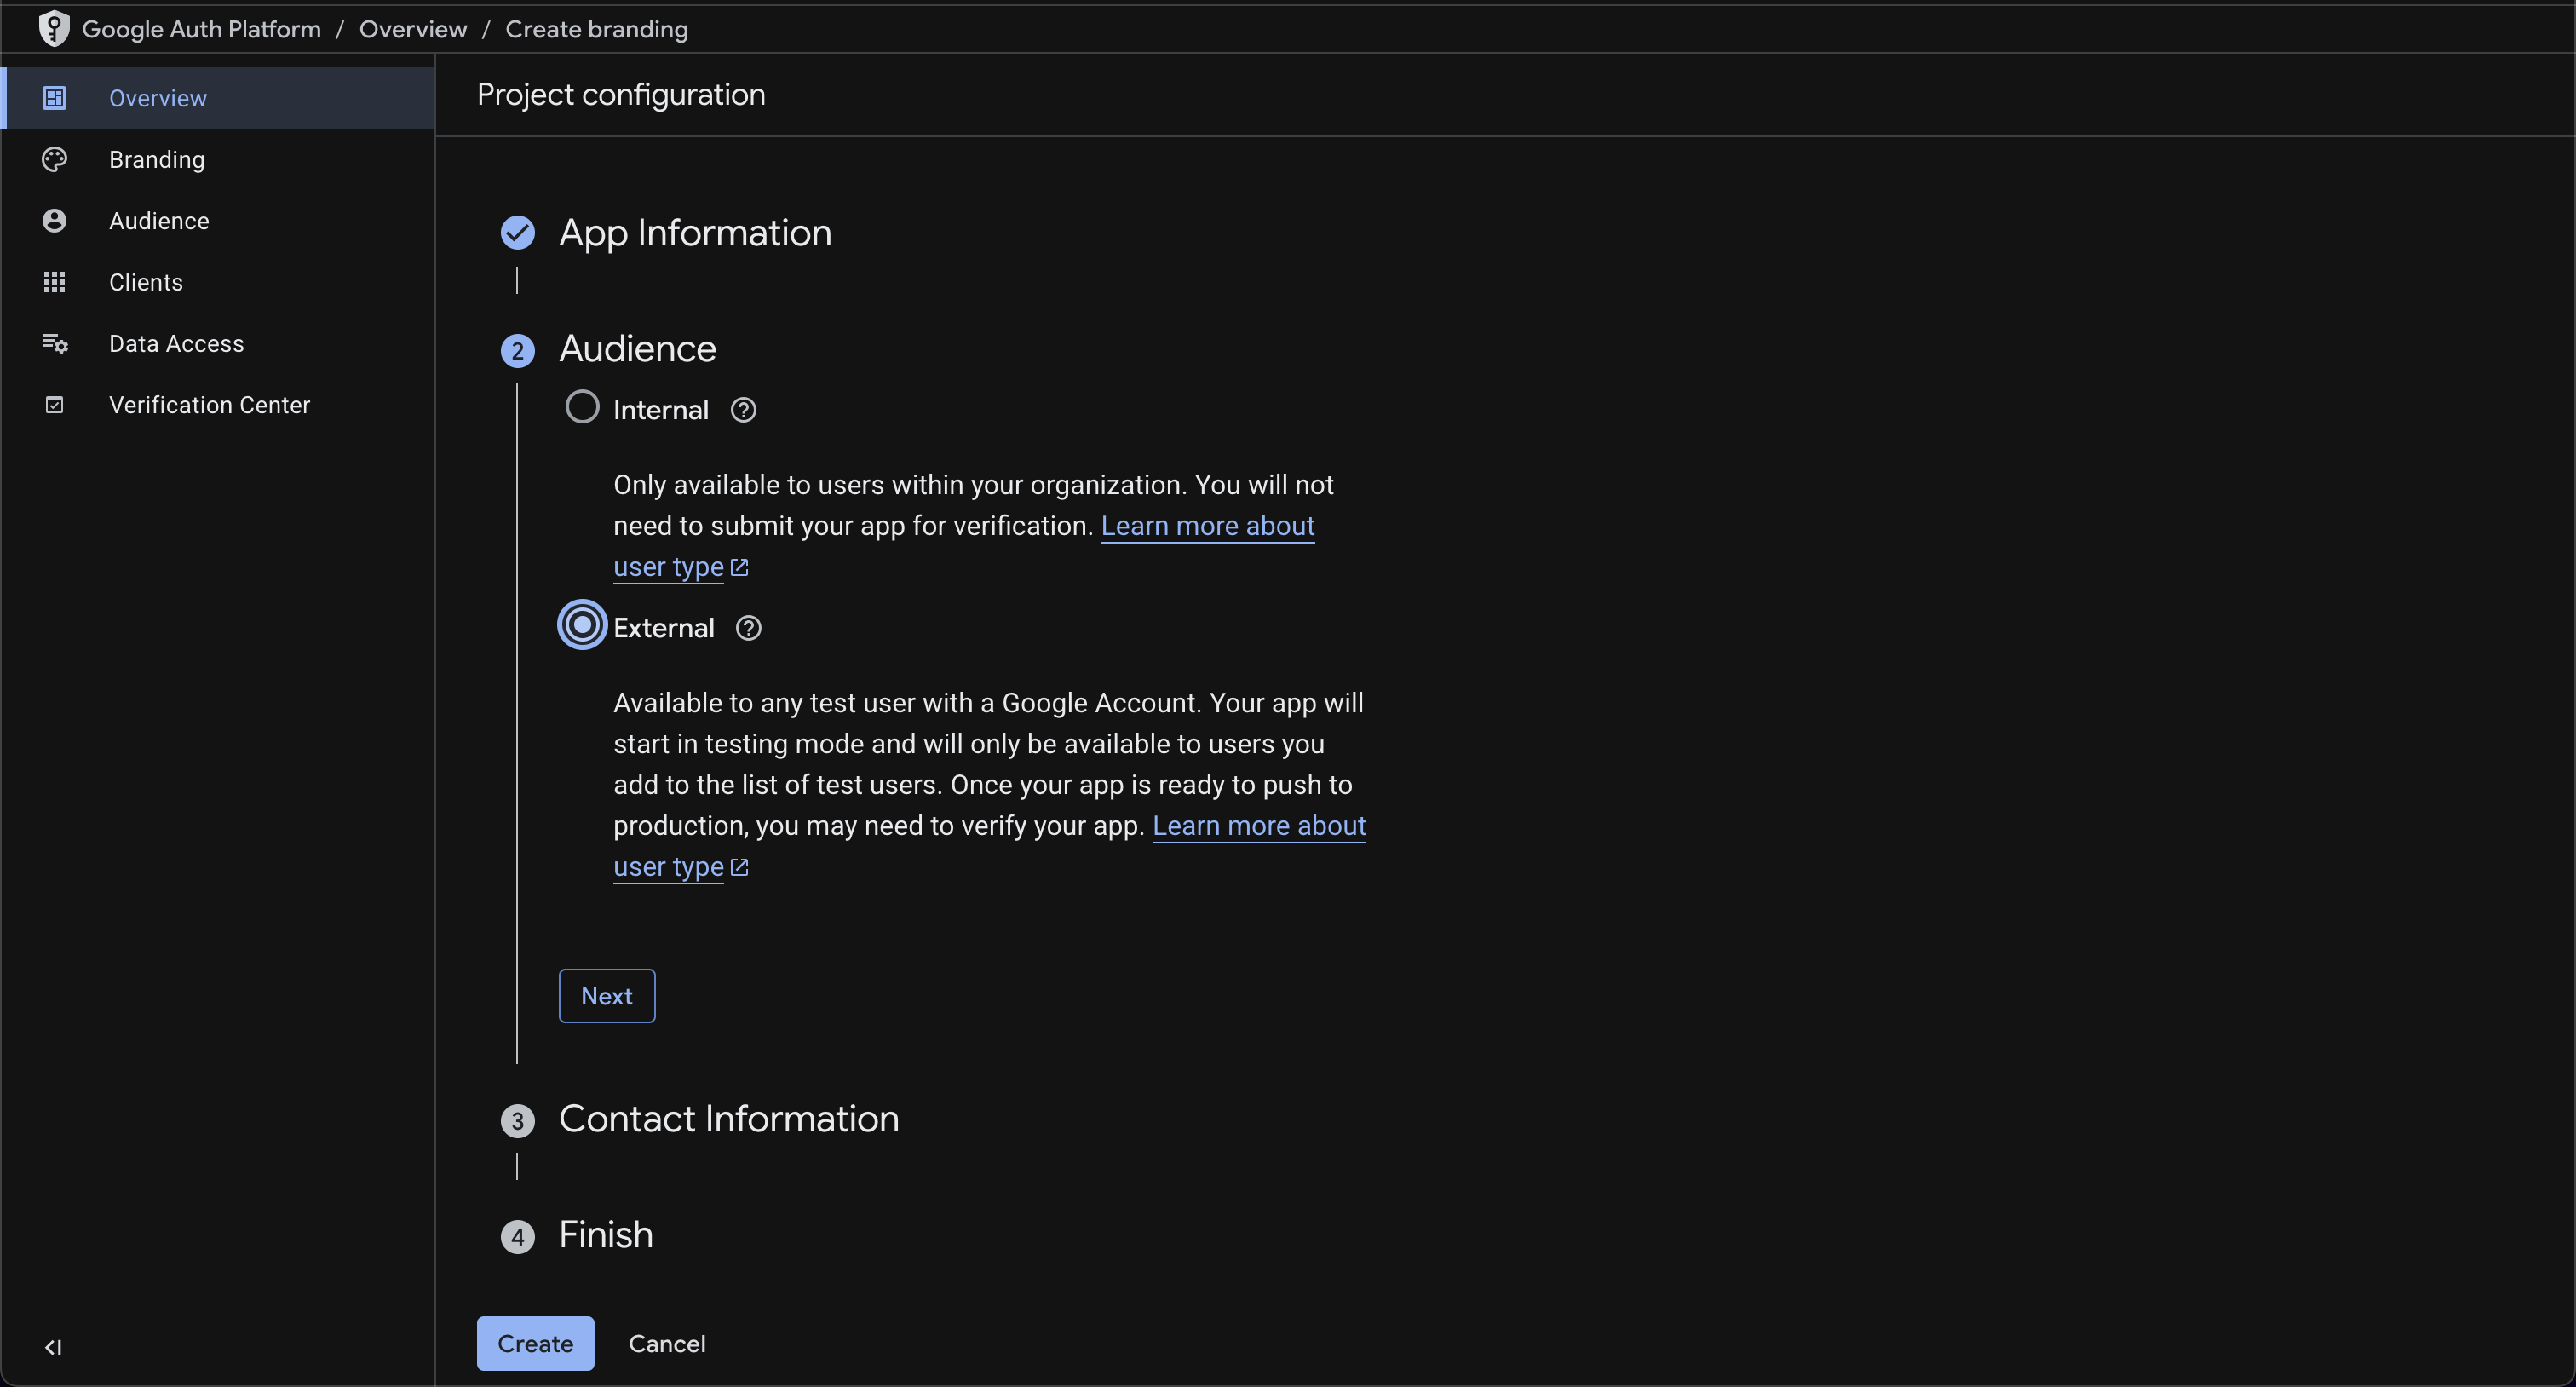 Google Auth Platform / Overview / Create branding
Overview
Branding
Audience
Clients
Data Access
Verification Center
Project configuration
App Information
2 Audience
Internal
Only available to users within your organization. You will not
need to submit your app for verification. Learn more about
user type
External
Available to any test user with a Google Account. Your app will
start in testing mode and will only be available to users you
add to the list of test users. Once your app is ready to push to
production, you may need to verify your app. Learn more about
user type
Next
3 Contact Information
4 Finish
Create Cancel